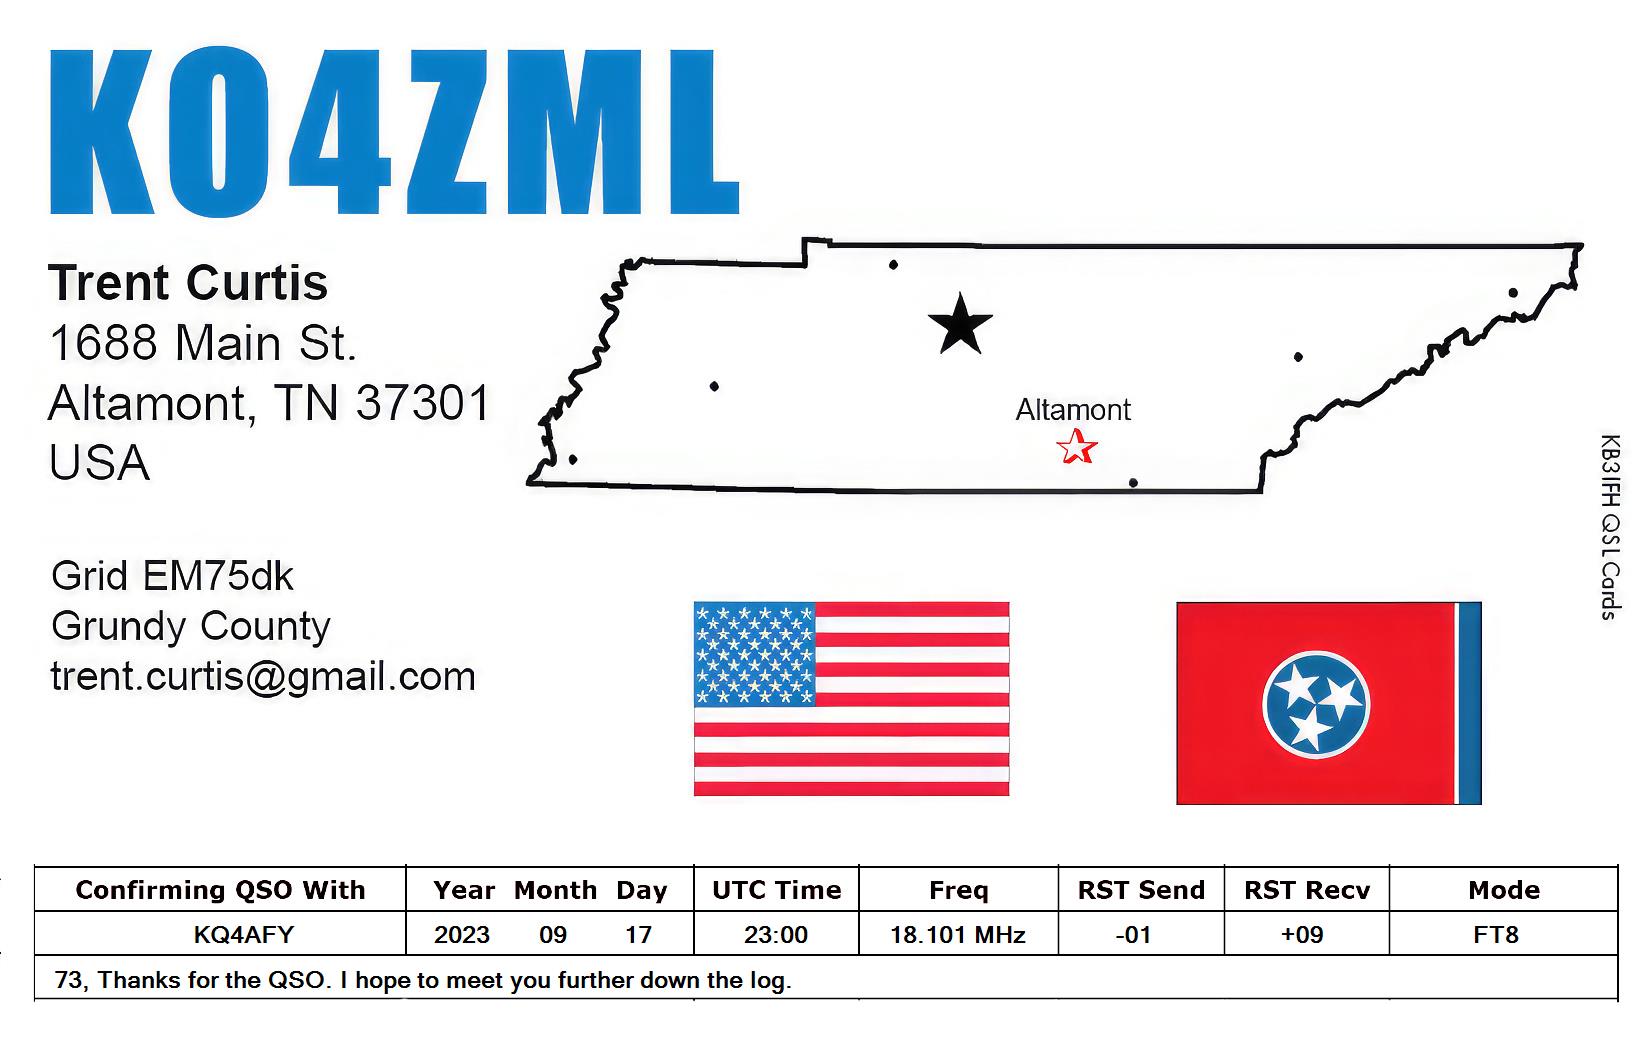 KO4ZML
Trent Curtis
1688 Main St.
Altamont, TN 37301
USA
Altamont
Grid EM75dk
Grundy County
trent.curtis@gmail.com
KB3IFH QSL Cards
Confirming QSO With Year Month Day UTC Time Freq RST Send RST Recv Mode
KQ4AFY 2023 09 17 23:00 18.101 MHz -01 +09 FT8
73, Thanks for the QSO. I hope to meet you further down the log.